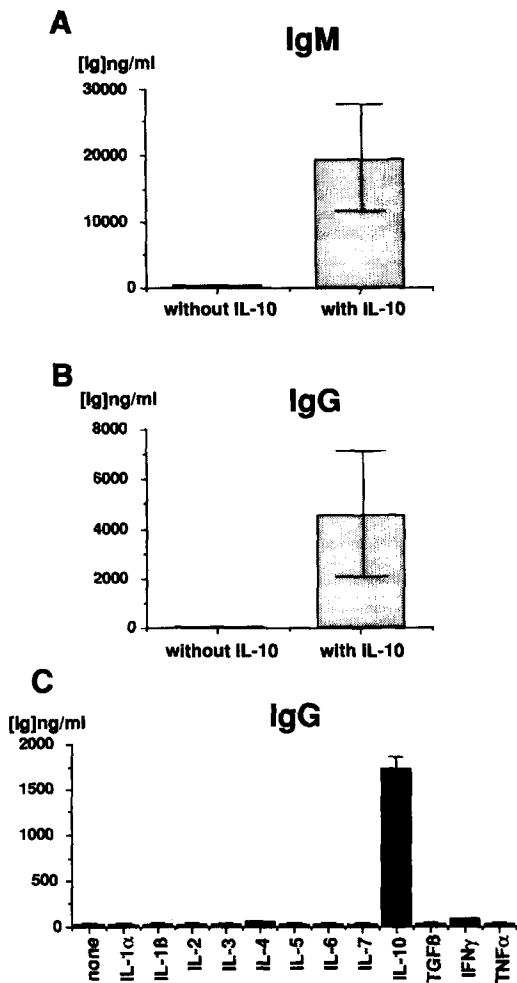 A
IgM
[Ig]ng/ml
30000
20000
10000
0
without IL-10 with IL-10
B
IgG
[Ig]ng/ml
8000
6000
4000
2000
0
without IL-10 with IL-10
C
IgG
[Ig]ng/ml
2000
1500
1000
500
0
none IL-1α IL-1β IL-2 IL-3 IL-4 IL-5 IL-6 IL-7 IL-10 TGFβ IFNγ TNFα